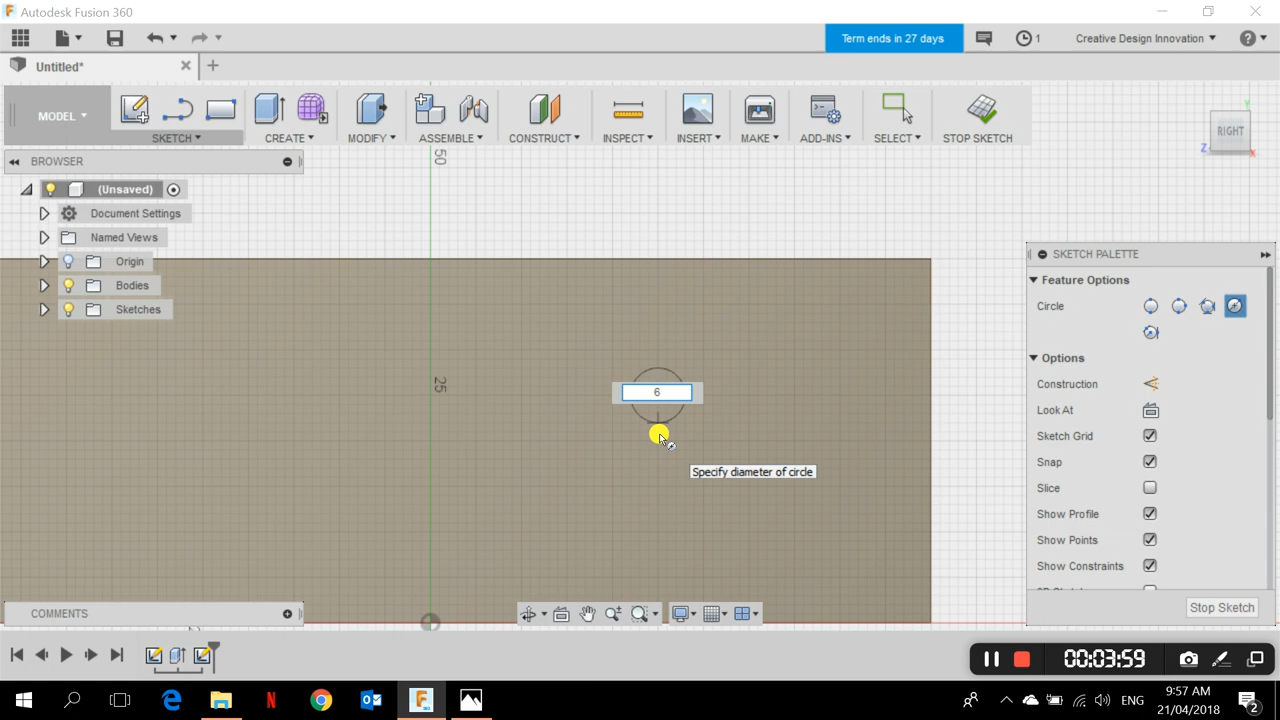 Autodesk Fusion 360
Term ends in 27 days
1
Creative Design Innovation
Untitled*
MODEL
SKETCH
CREATE
MODIFY
ASSEMBLE
CONSTRUCT
INSPECT
INSERT
MAKE
ADD-INS
SELECT
STOP SKETCH
RIGHT
Y
Z
X
BROWSER
(Unsaved)
Document Settings
Named Views
Origin
Bodies
Sketches
50
25
6
Specify diameter of circle
SKETCH PALETTE
Feature Options
Circle
Options
Construction
Look At
Sketch Grid
Snap
Slice
Show Profile
Show Points
Show Constraints
Stop Sketch
COMMENTS
00:03:59
ENG
9:57 AM
21/04/2018
2